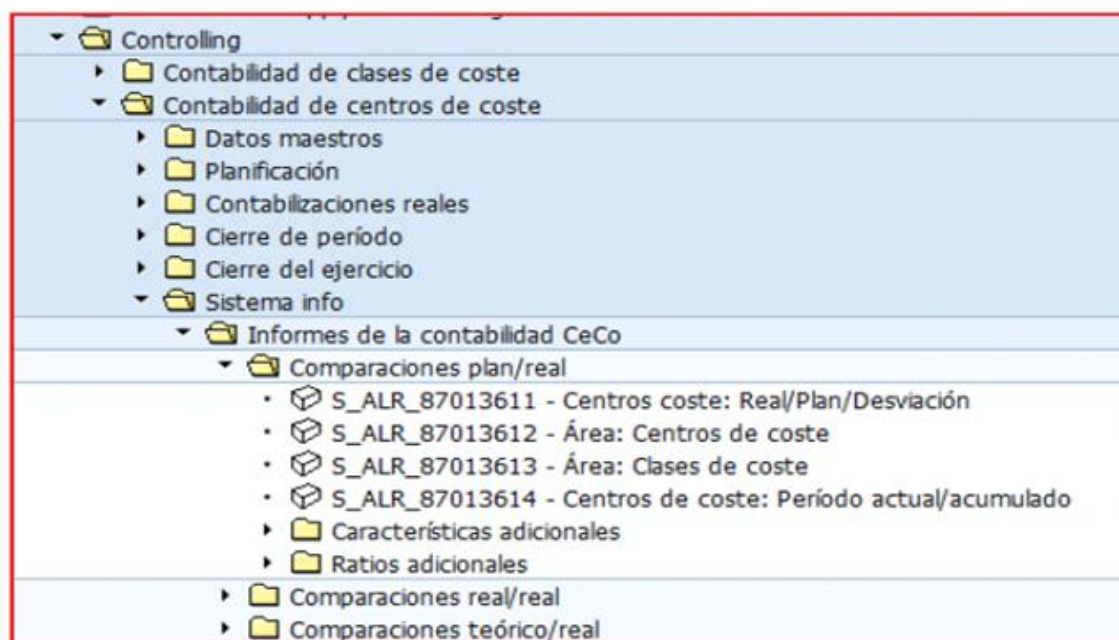 Controlling
Contabilidad de clases de coste
Contabilidad de centros de coste
Datos maestros
Planificación
Contabilizaciones reales
Cierre de período
Cierre del ejercicio
Sistema info
Informes de la contabilidad CeCo
Comparaciones plan/real
S_ALR_87013611 - Centros coste: Real/Plan/Desviación
S_ALR_87013612 - Área: Centros de coste
S_ALR_87013613 - Área: Clases de coste
S_ALR_87013614 - Centros de coste: Período actual/acumulado
Características adicionales
Ratios adicionales
Comparaciones real/real
Comparaciones teórico/real